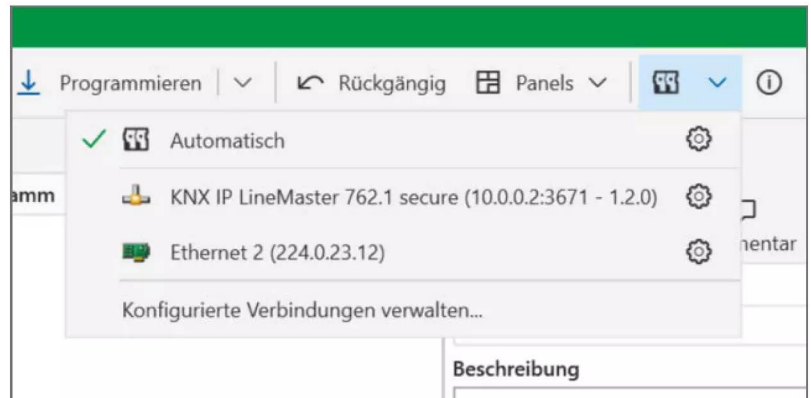 Programmieren
Rückgängig
Panels
Automatisch
amm
KNX IP LineMaster 762.1 secure (10.0.0.2:3671 - 1.2.0)
nentar
Ethernet 2 (224.0.23.12)
Konfigurierte Verbindungen verwalten...
Beschreibung